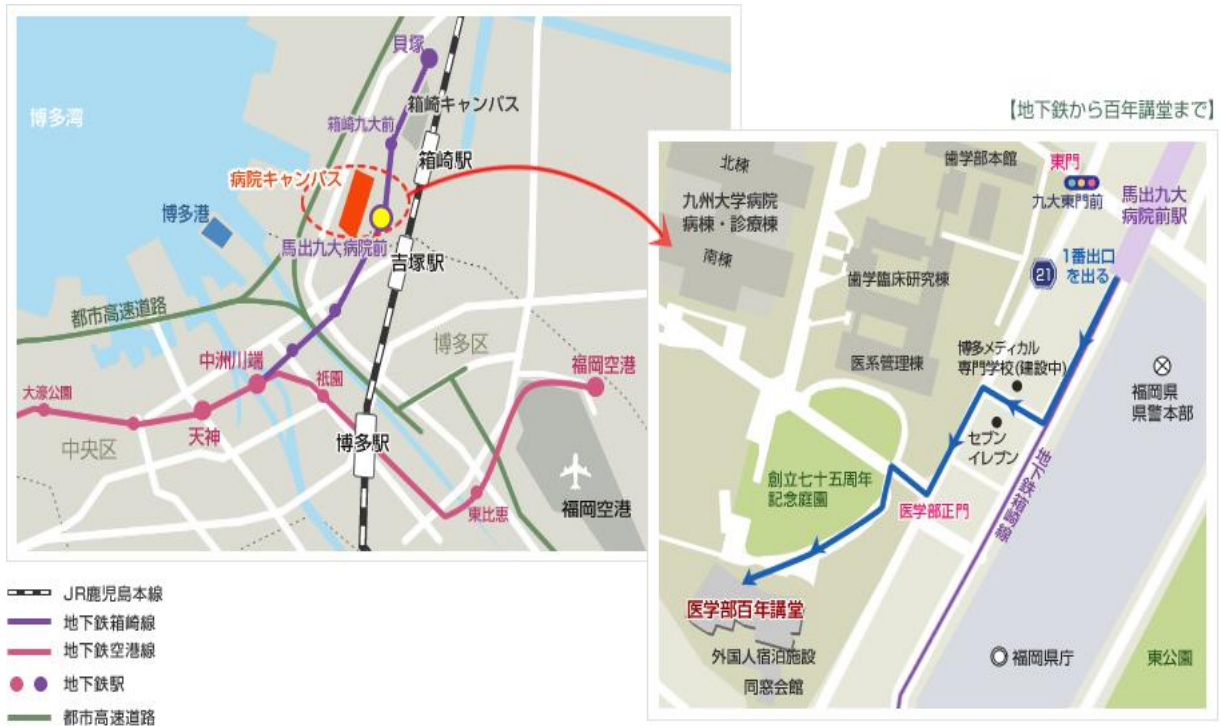 博多湾
貝塚
箱崎キャンパス
箱崎九大前
箱崎駅
病院キャンパス
博多港
馬出九大病院前
吉塚駅
都市高速道路
中洲川端
博多区
祇園
福岡空港
大濠公園
天神
中央区
博多駅
東比恵
福岡空港
JR鹿児島本線
地下鉄箱崎線
地下鉄空港線
地下鉄駅
都市高速道路
【地下鉄から百年講堂まで】
北棟
九州大学病院
病棟・診療棟
南棟
歯学部本館
東門
九大東門前
馬出九大
病院前駅
1番出口
を出る
21
歯学臨床研究棟
医系管理棟
博多メディカル
専門学校(建設中)
福岡県
県警本部
セブン
イレブン
創立七十五周年
記念庭園
医学部正門
地下鉄箱崎線
医学部百年講堂
外国人宿泊施設
同窓会館
福岡県庁
東公園